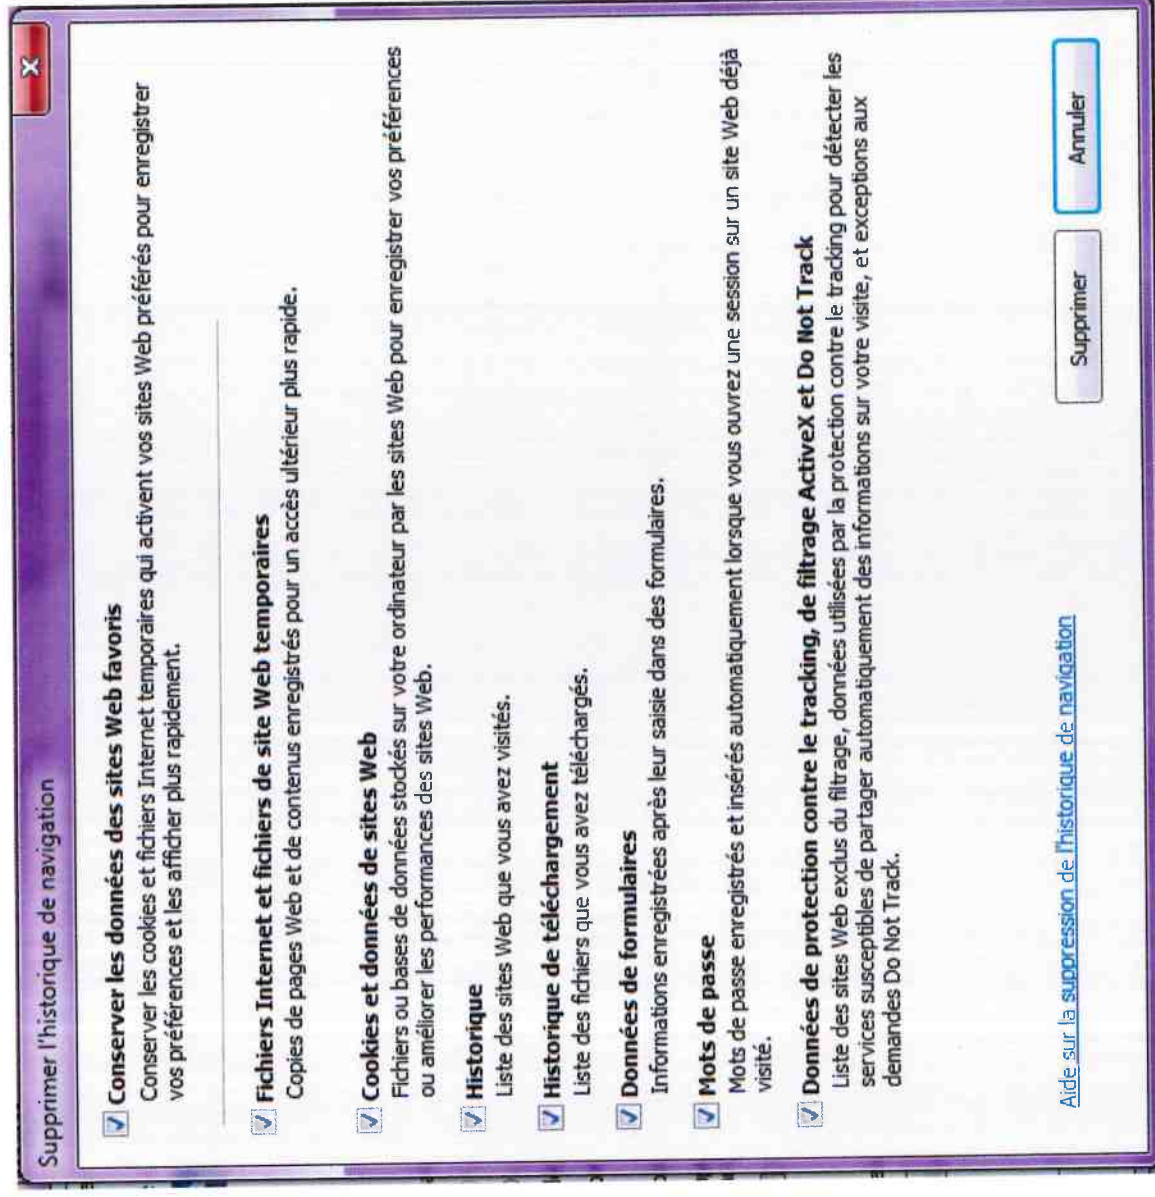 Supprimer l'historique de navigation
X
Conserver les données des sites Web favoris
Conserver les cookies et fichiers Internet temporaires qui activent vos sites Web préférés pour enregistrer
vos préférences et les afficher plus rapidement.
Fichiers Internet et fichiers de site Web temporaires
Copies de pages Web et de contenus enregistrés pour un accès ultérieur plus rapide.
Cookies et données de sites Web
Fichiers ou bases de données stockés sur votre ordinateur par les sites Web pour enregistrer vos préférences
ou améliorer les performances des sites Web.
Historique
Liste des sites Web que vous avez visités.
Historique de téléchargement
Liste des fichiers que vous avez téléchargés.
Données de formulaires
Informations enregistrées après leur saisie dans des formulaires.
Mots de passe
Mots de passe enregistrés et insérés automatiquement lorsque vous ouvrez une session sur un site Web déjà
visité.
Données de protection contre le tracking, de filtrage ActiveX et Do Not Track
Liste des sites Web exclus du filtrage, données utilisées par la protection contre le tracking pour détecter les
services susceptibles de partager automatiquement des informations sur votre visite, et exceptions aux
demandes Do Not Track.
Aide sur la suppression de l'historique de navigation
Supprimer
Annuler